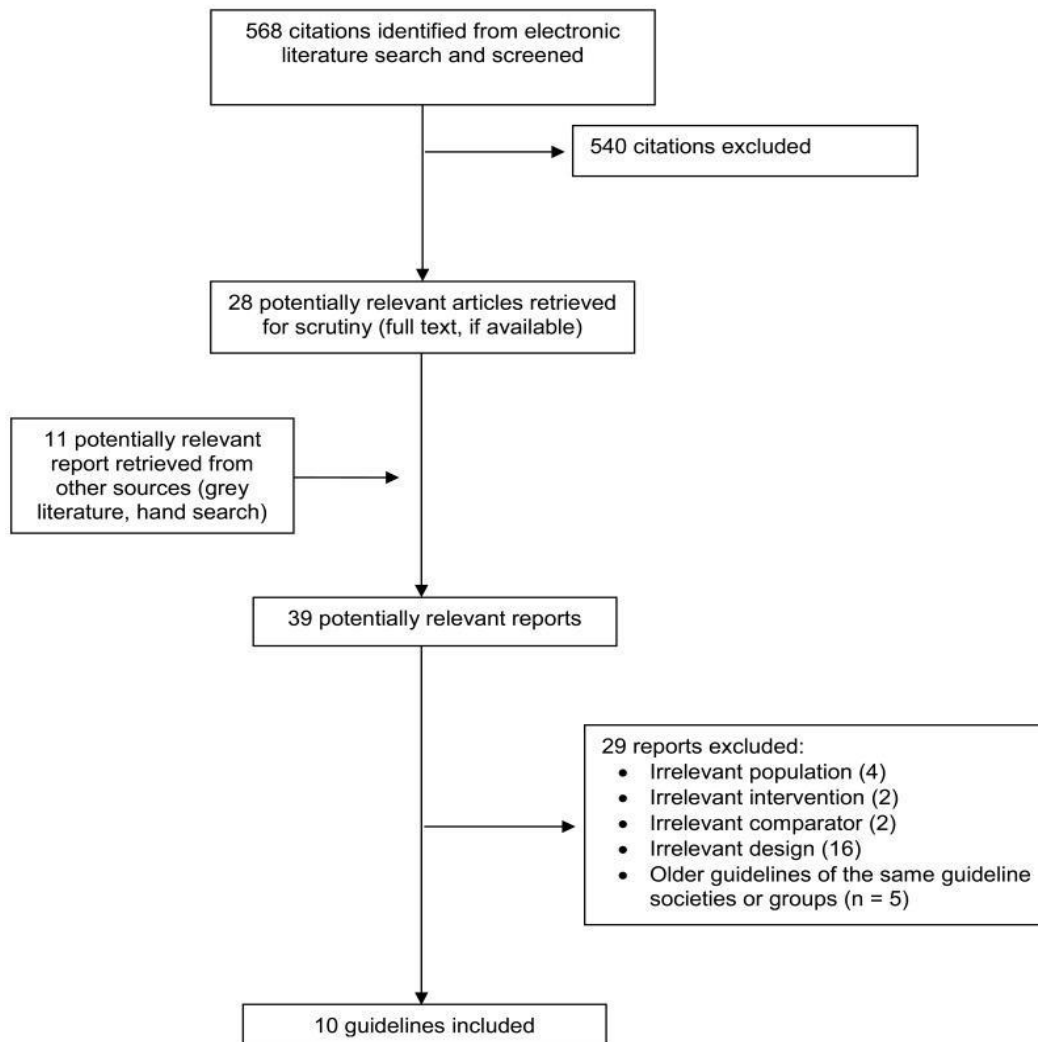 568 citations identified from electronic
literature search and screened
540 citations excluded
28 potentially relevant articles retrieved
for scrutiny (full text, if available)
11 potentially relevant
report retrieved from
other sources (grey
literature, hand search)
39 potentially relevant reports
29 reports excluded:
• Irrelevant population (4)
• Irrelevant intervention (2)
• Irrelevant comparator (2)
• Irrelevant design (16)
• Older guidelines of the same guideline
societies or groups (n = 5)
10 guidelines included